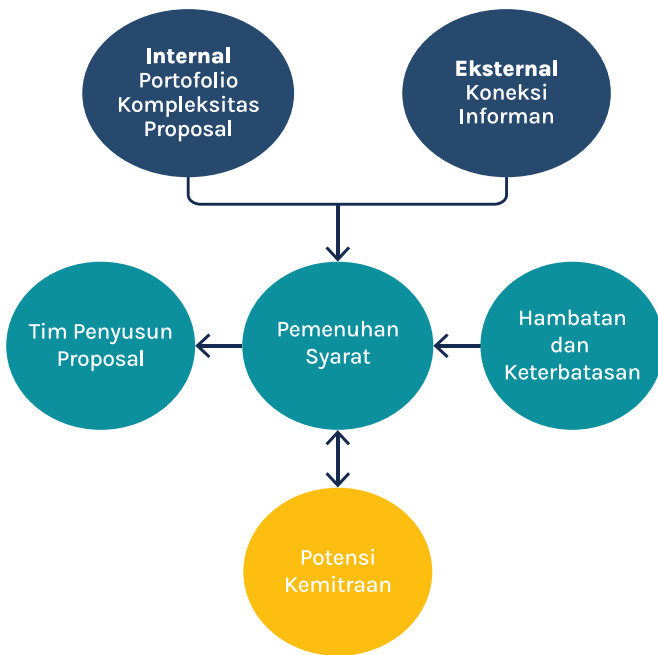 Internal
Portofolio
Kompleksitas
Proposal
Eksternal
Koneksi
Informan
Tim Penyusun
Proposal
Pemenuhan
Syarat
Hambatan
dan
Keterbatasan
Potensi
Kemitraan